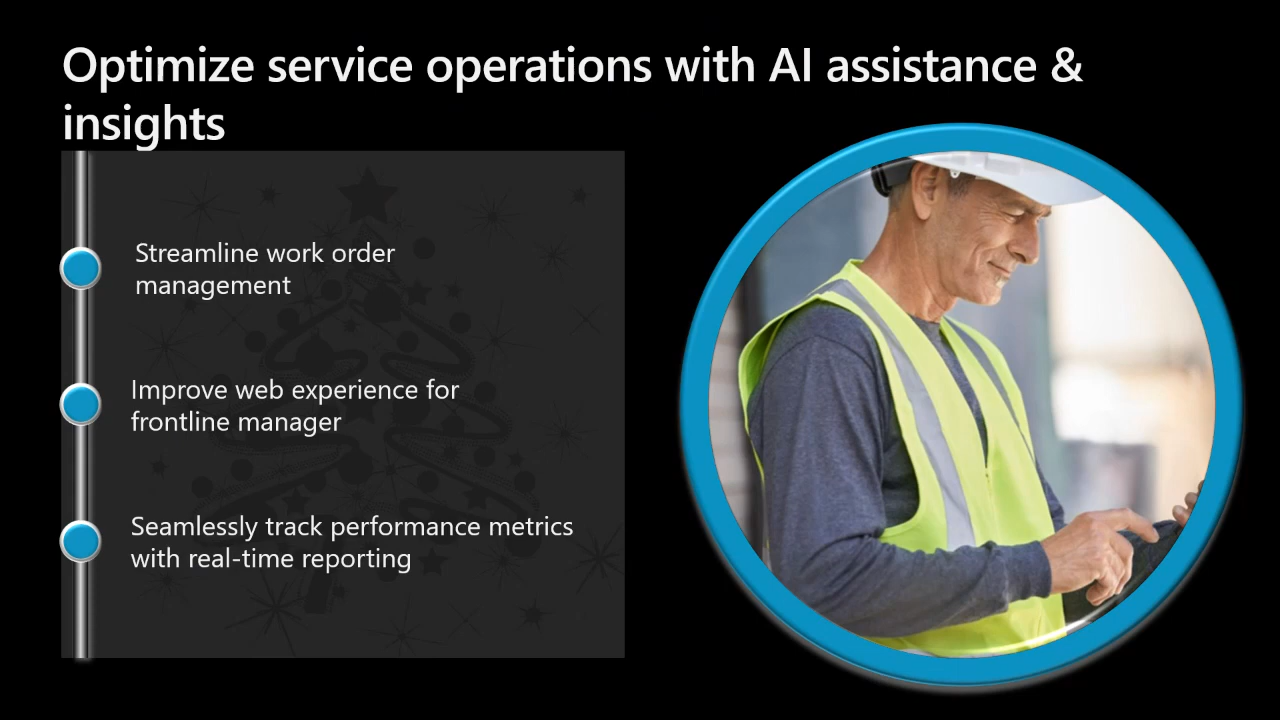 Optimize service operations with AI assistance &
insights
Streamline work order
management
Improve web experience for
frontline manager
Seamlessly track performance metrics
with real-time reporting